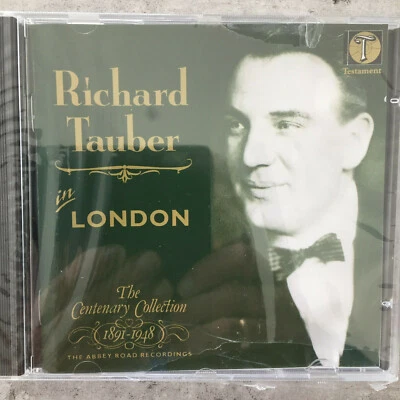 T
Testament
Richard
Tauber
in
LONDON
The
Centenary Collection
1891-1948
THE ABBEY ROAD RECORDINGS